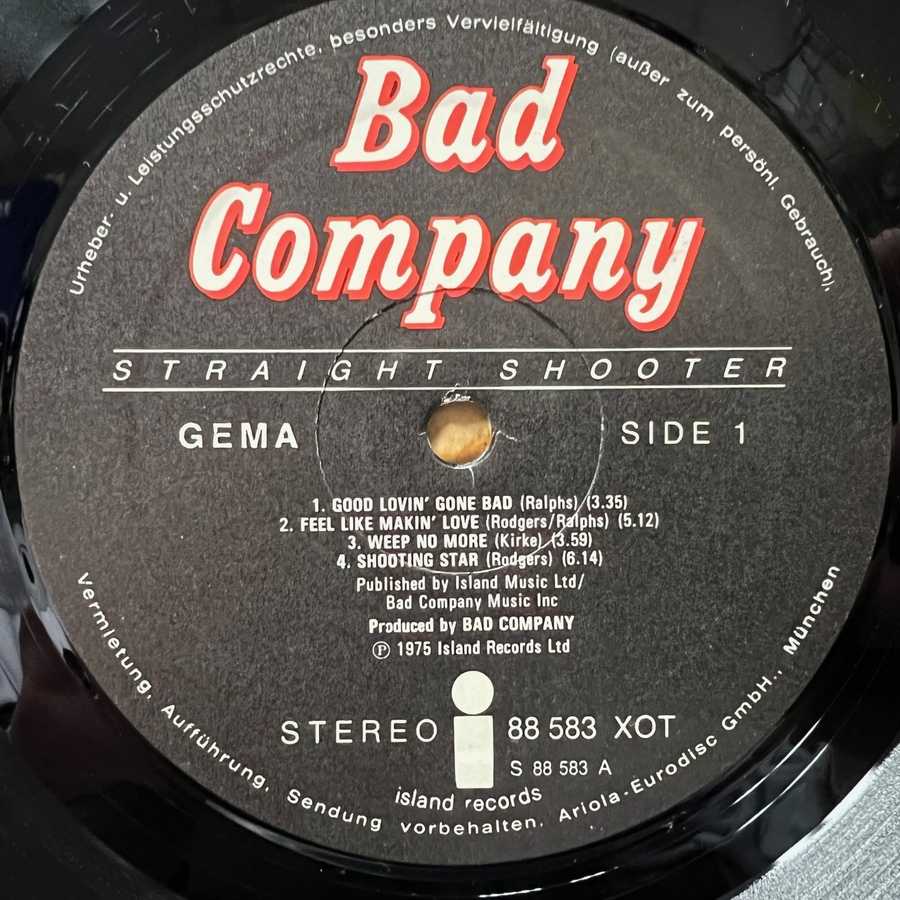 Urheber- u. Leistungsschutzrechte, besonders Vervielfältigung (außer zum persönl. Gebrauch),
Bad
Company
STRAIGHT SHOOTER
GEMA
SIDE 1
1. GOOD LOVIN' GONE BAD (Ralphs) (3.35)
2. FEEL LIKE MAKIN' LOVE (Rodgers/Ralphs) (5.12)
3. WEEP NO MORE (Kirke) (3.59)
4. SHOOTING STAR (Rodgers) (6.14)
Published by Island Music Ltd/
Bad Company Music Inc
Produced by BAD COMPANY
Ⓟ 1975 Island Records Ltd
STEREO
88 583 XOT
S 88 583 A
island records
Vermietung, Aufführung, Sendung vorbehalten. Ariola-Eurodisc GmbH., München